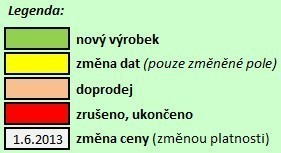 Legenda:
nový výrobek
změna dat (pouze změněné pole)
doprodej
zrušeno, ukončeno
1.6.2013 změna ceny (změnou platnosti)